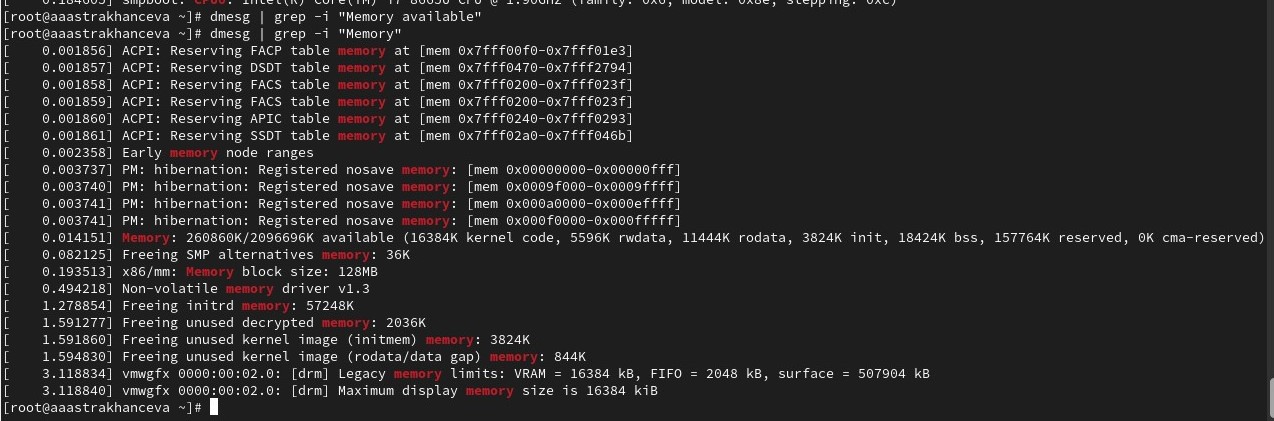 [    0.184605] smpboot: CPU0: Intel(R) Core(TM) i7-8650U CPU @ 1.90GHz (family: 0x6, model: 0x8e, stepping: 0xc)
[root@aaastrakhanceva ~]# dmesg | grep -i "Memory available"
[root@aaastrakhanceva ~]# dmesg | grep -i "Memory"
[    0.001856] ACPI: Reserving FACP table memory at [mem 0x7fff00f0-0x7fff01e3]
[    0.001857] ACPI: Reserving DSDT table memory at [mem 0x7fff0470-0x7fff2794]
[    0.001858] ACPI: Reserving FACS table memory at [mem 0x7fff0200-0x7fff023f]
[    0.001859] ACPI: Reserving FACS table memory at [mem 0x7fff0200-0x7fff023f]
[    0.001860] ACPI: Reserving APIC table memory at [mem 0x7fff0240-0x7fff0293]
[    0.001861] ACPI: Reserving SSDT table memory at [mem 0x7fff02a0-0x7fff046b]
[    0.002358] Early memory node ranges
[    0.003737] PM: hibernation: Registered nosave memory: [mem 0x00000000-0x00000fff]
[    0.003740] PM: hibernation: Registered nosave memory: [mem 0x0009f000-0x0009ffff]
[    0.003741] PM: hibernation: Registered nosave memory: [mem 0x000a0000-0x000effff]
[    0.003741] PM: hibernation: Registered nosave memory: [mem 0x000f0000-0x000fffff]
[    0.014151] Memory: 260860K/2096696K available (16384K kernel code, 5596K rwdata, 11444K rodata, 3824K init, 18424K bss, 157764K reserved, 0K cma-reserved)
[    0.082125] Freeing SMP alternatives memory: 36K
[    0.193513] x86/mm: Memory block size: 128MB
[    0.494218] Non-volatile memory driver v1.3
[    1.278854] Freeing initrd memory: 57248K
[    1.591277] Freeing unused decrypted memory: 2036K
[    1.591860] Freeing unused kernel image (initmem) memory: 3824K
[    1.594830] Freeing unused kernel image (rodata/data gap) memory: 844K
[    3.118834] vmwgfx 0000:00:02.0: [drm] Legacy memory limits: VRAM = 16384 kB, FIFO = 2048 kB, surface = 507904 kB
[    3.118840] vmwgfx 0000:00:02.0: [drm] Maximum display memory size is 16384 kiB
[root@aaastrakhanceva ~]#